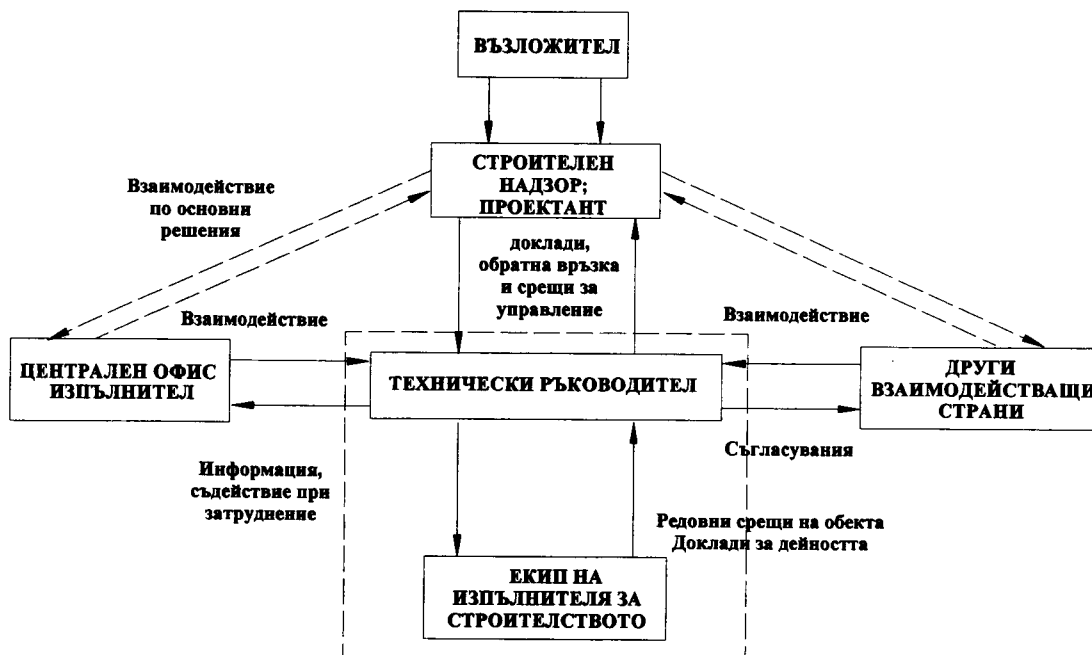 ВЪЗЛОЖИТЕЛ
СТРОИТЕЛЕН
НАДЗОР;
ПРОЕКТАНТ
Взаимодействие
по основни
решения
доклади,
обратна връзка
и срещи за
управление
Взаимодействие
Взаимодействие
ЦЕНТРАЛЕН ОФИС
ИЗПЪЛНИТЕЛ
ТЕХНИЧЕСКИ РЪКОВОДИТЕЛ
ДРУГИ
ВЗАИМОДЕЙСТВАЩИ
СТРАНИ
Информация,
съдействие при
затруднение
Съгласувания
Редовни срещи на обекта
Доклади за дейността
ЕКИП НА
ИЗПЪЛНИТЕЛЯ ЗА
СТРОИТЕЛСТВОТО